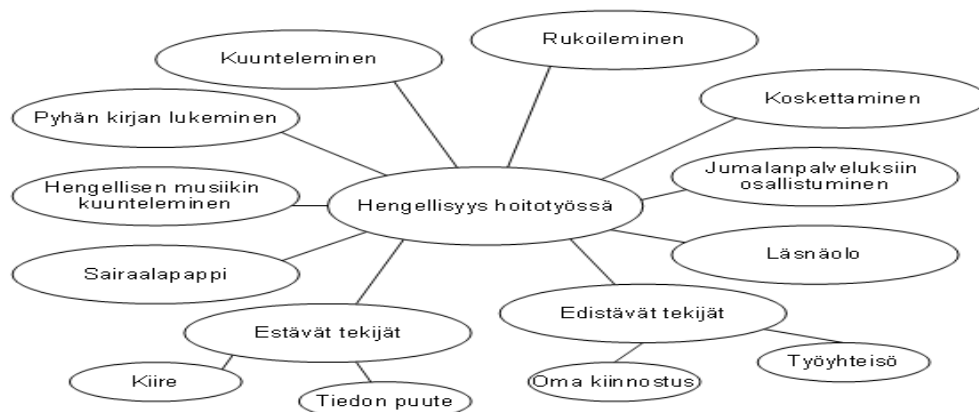 Kuunteleminen
Rukoileminen
Pyhän kirjan lukeminen
Koskettaminen
Hengellisen musiikin
kuunteleminen
Hengellisyys hoitotyössä
Jumalanpalveluksiin
osallistuminen
Sairaalapappi
Läsnäolo
Estävät tekijät
Edistävät tekijät
Kiire
Tiedon puute
Oma kiinnostus
Työyhteisö